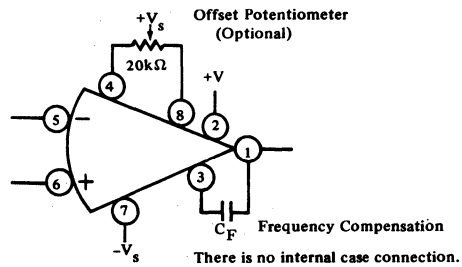 +Vs
Offset Potentiometer
(Optional)
20kΩ
+V
4
8
2
5 −
1
6 +
3
7
CF
Frequency Compensation
−Vs
There is no internal case connection.